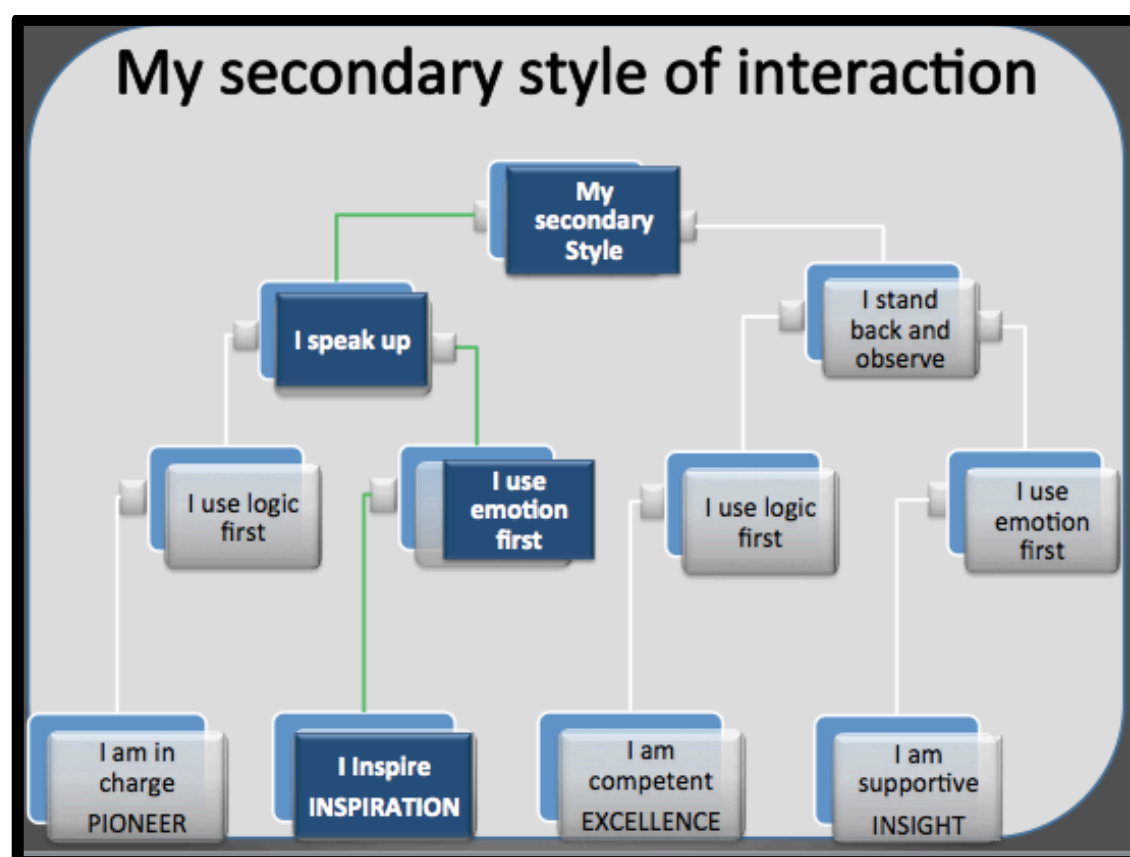 My secondary style of interaction
My
secondary
Style
I speak up
I stand
back and
observe
I use logic
first
I use
emotion
first
I use logic
first
I use
emotion
first
I am in
charge
PIONEER
I Inspire
INSPIRATION
I am
competent
EXCELLENCE
I am
supportive
INSIGHT